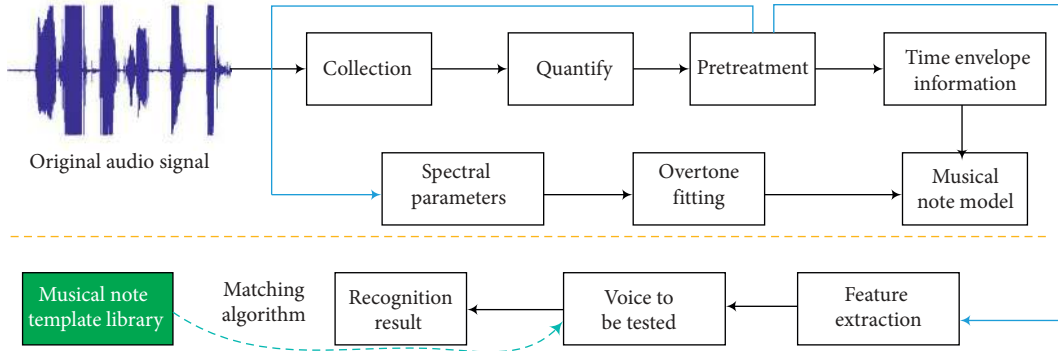 Original audio signal
Collection
Quantify
Pretreatment
Time envelope
information
Spectral
parameters
Overtone
fitting
Musical
note model
Musical note
template library
Matching
algorithm
Recognition
result
Voice to
be tested
Feature
extraction